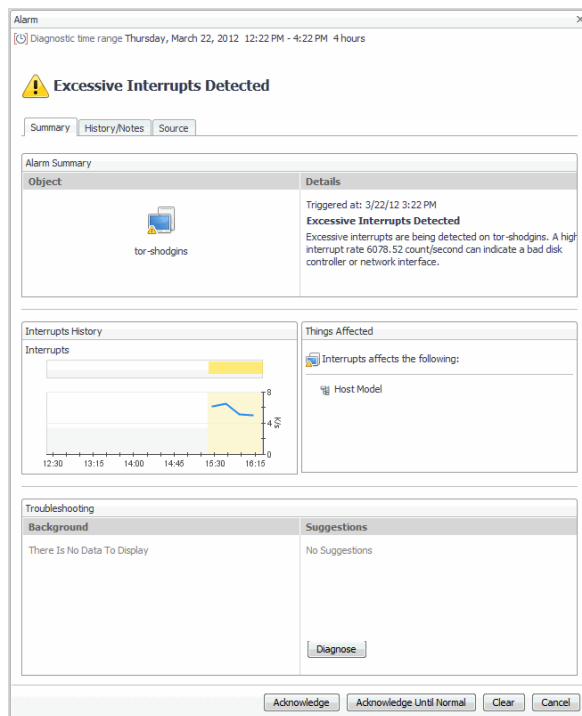 Alarm
Diagnostic time range Thursday, March 22, 2012 12:22 PM - 4:22 PM 4 hours
Excessive Interrupts Detected
Summary
History/Notes
Source
Alarm Summary
Object
Details
tor-shodgins
Triggered at: 3/22/12 3:22 PM
Excessive Interrupts Detected
Excessive interrupts are being detected on tor-shodgins. A high
interrupt rate 6078.52 count/second can indicate a bad disk
controller or network interface.
Interrupts History
Interrupts
8
4
0
K/s
12:30 13:15 14:00 14:45 15:30 16:15
Things Affected
Interrupts affects the following:
Host Model
Troubleshooting
Background
There Is No Data To Display
Suggestions
No Suggestions
Diagnose
Acknowledge
Acknowledge Until Normal
Clear
Cancel